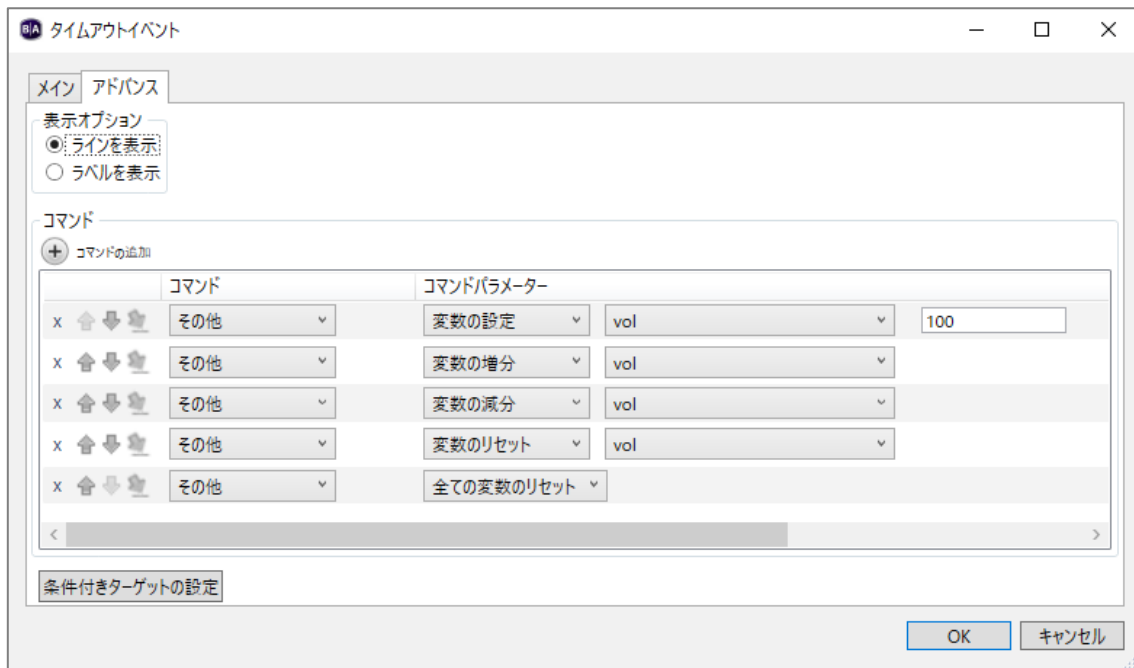 B|A タイムアウトイベント
メイン アドバンス
表示オプション
ラインを表示
ラベルを表示
コマンド
コマンドの追加
コマンド コマンドパラメーター
x その他 変数の設定 vol 100
x その他 変数の増分 vol
x その他 変数の減分 vol
x その他 変数のリセット vol
x その他 全ての変数のリセット
条件付きターゲットの設定
OK キャンセル